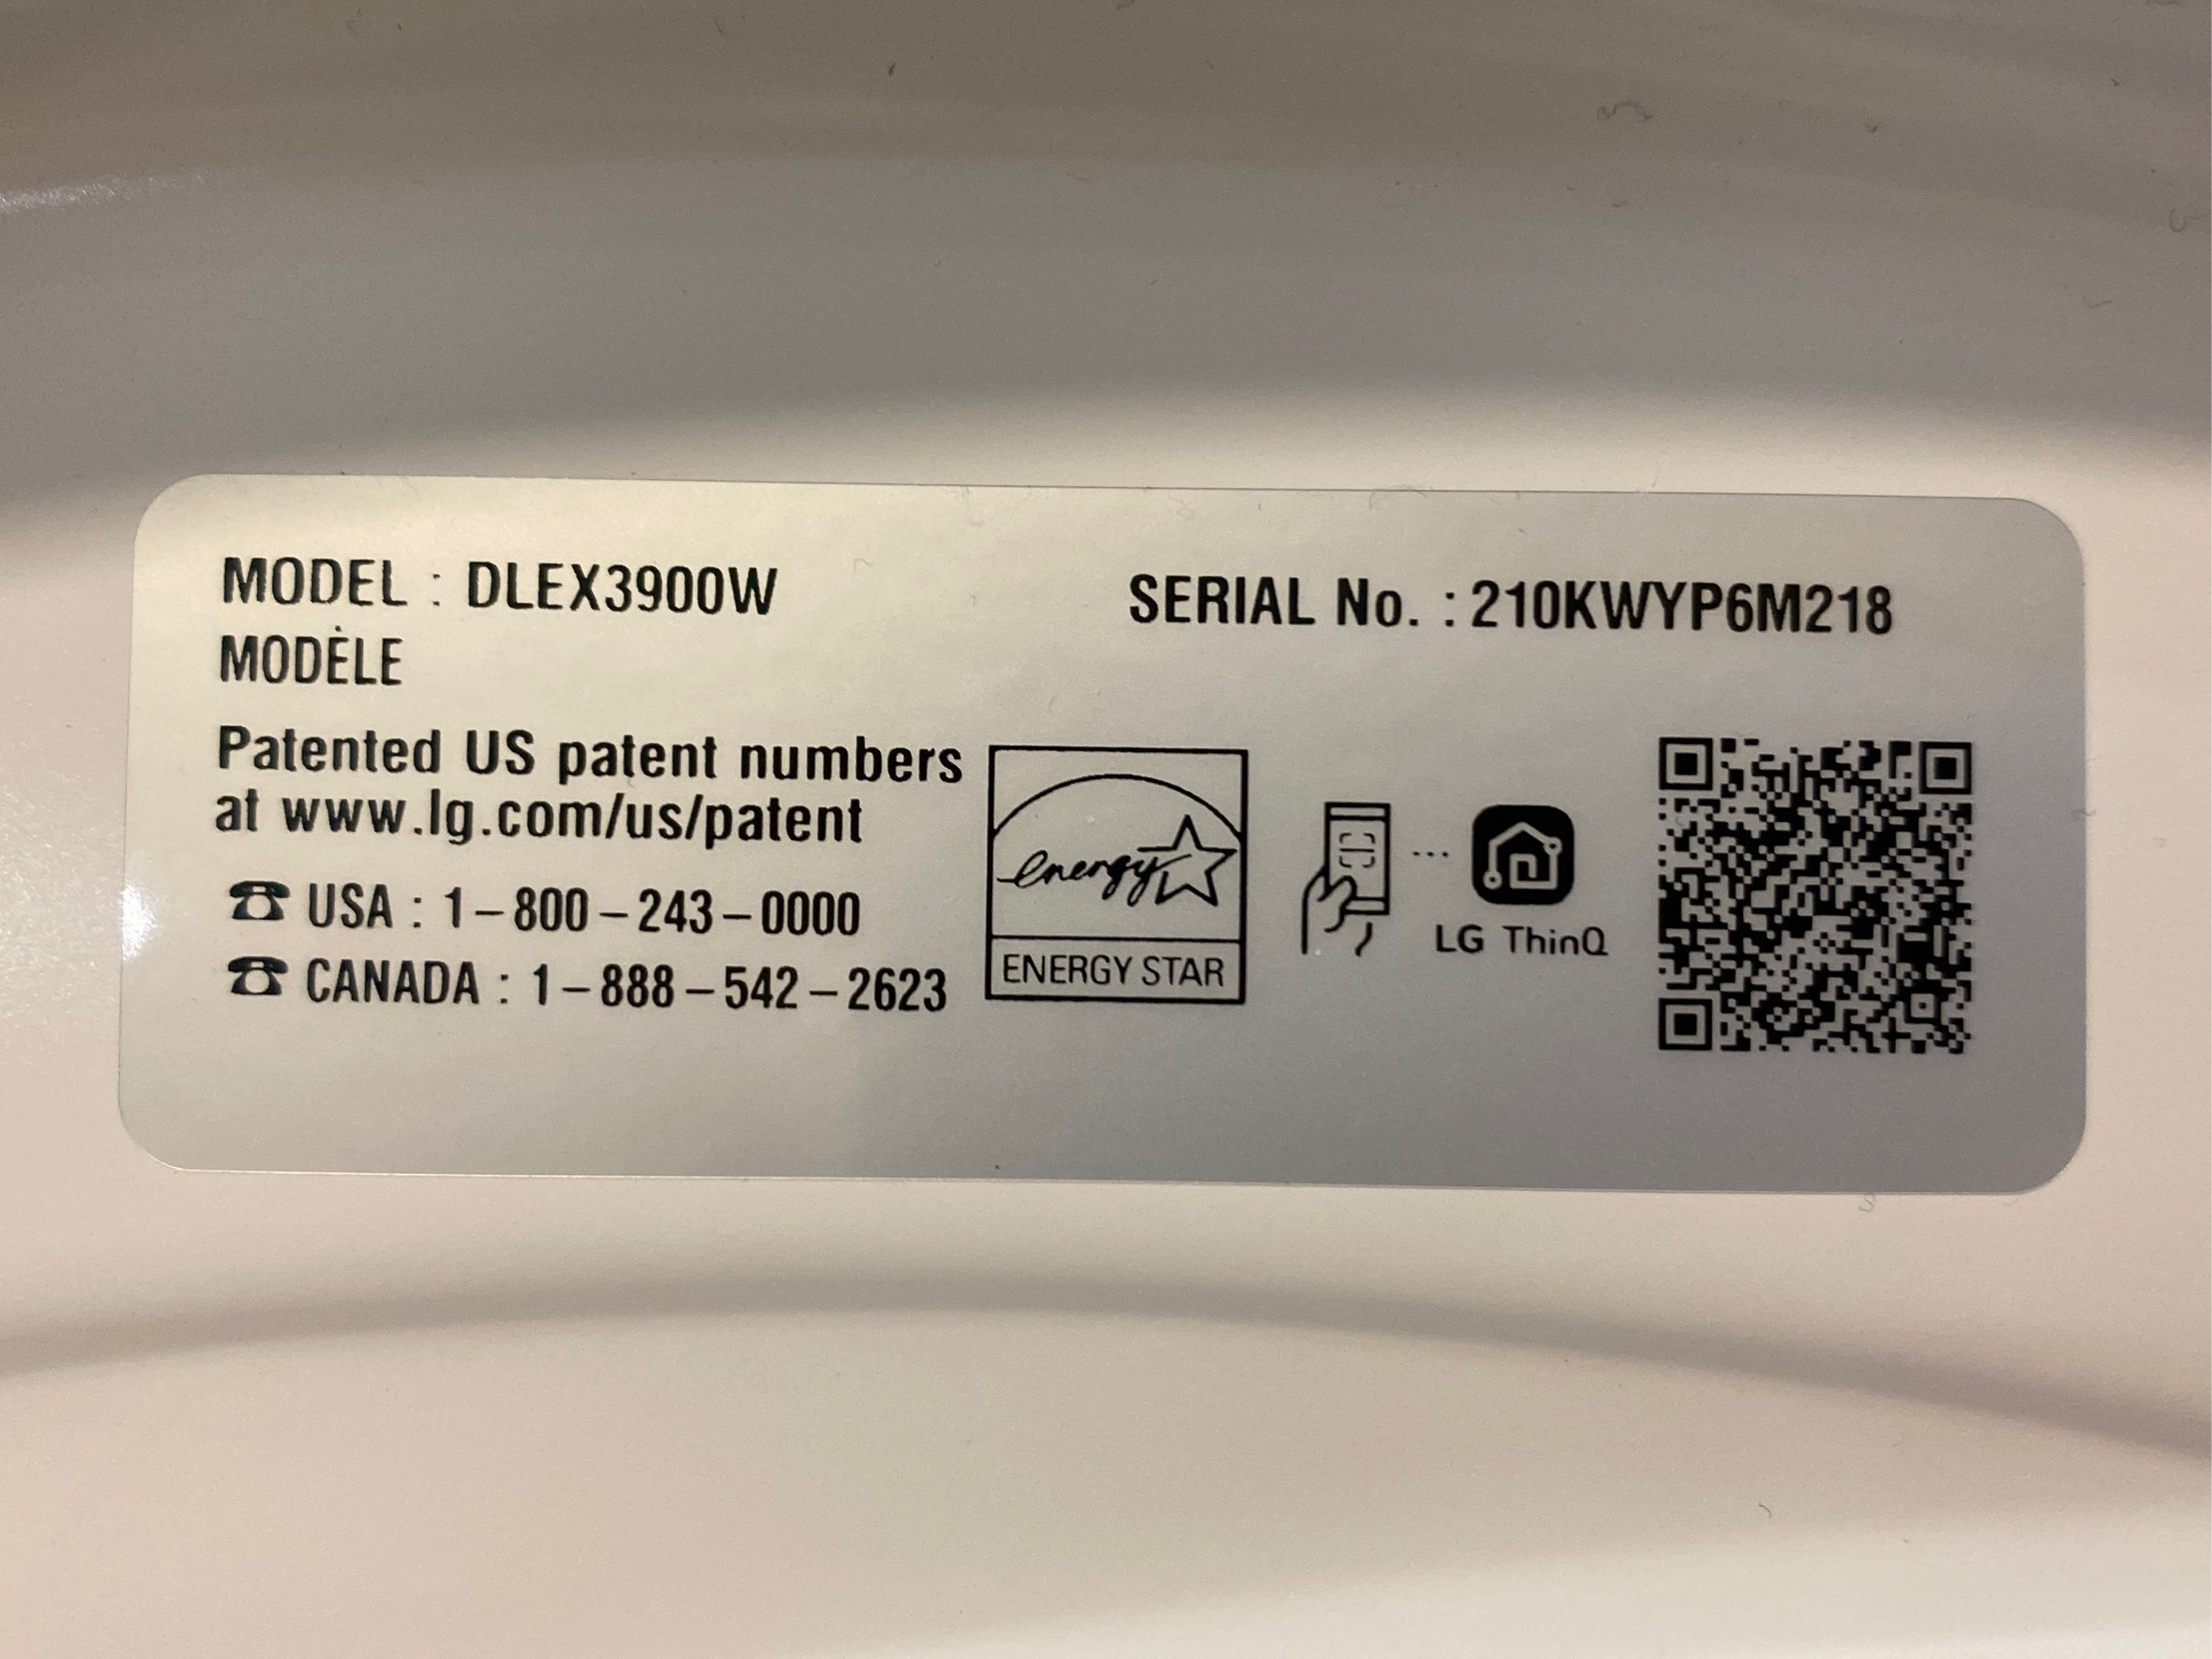 MODEL : DLEX3900W
MODÈLE
SERIAL No. : 210KWYP6M218
Patented US patent numbers
at www.lg.com/us/patent
☎ USA : 1-800-243-0000
☎ CANADA : 1-888-542-2623
energy
ENERGY STAR
LG ThinQ